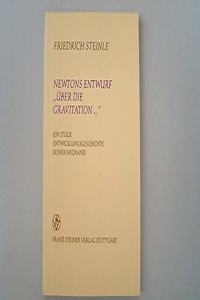 FRIEDRICH STEINLE
NEWTONS ENTWURF
„ÜBER DIE
GRAVITATION ..."
EIN STÜCK
ENTWICKLUNGSGESCHICHTE
SEINER MECHANIK
FRANZ STEINER VERLAG STUTTGART